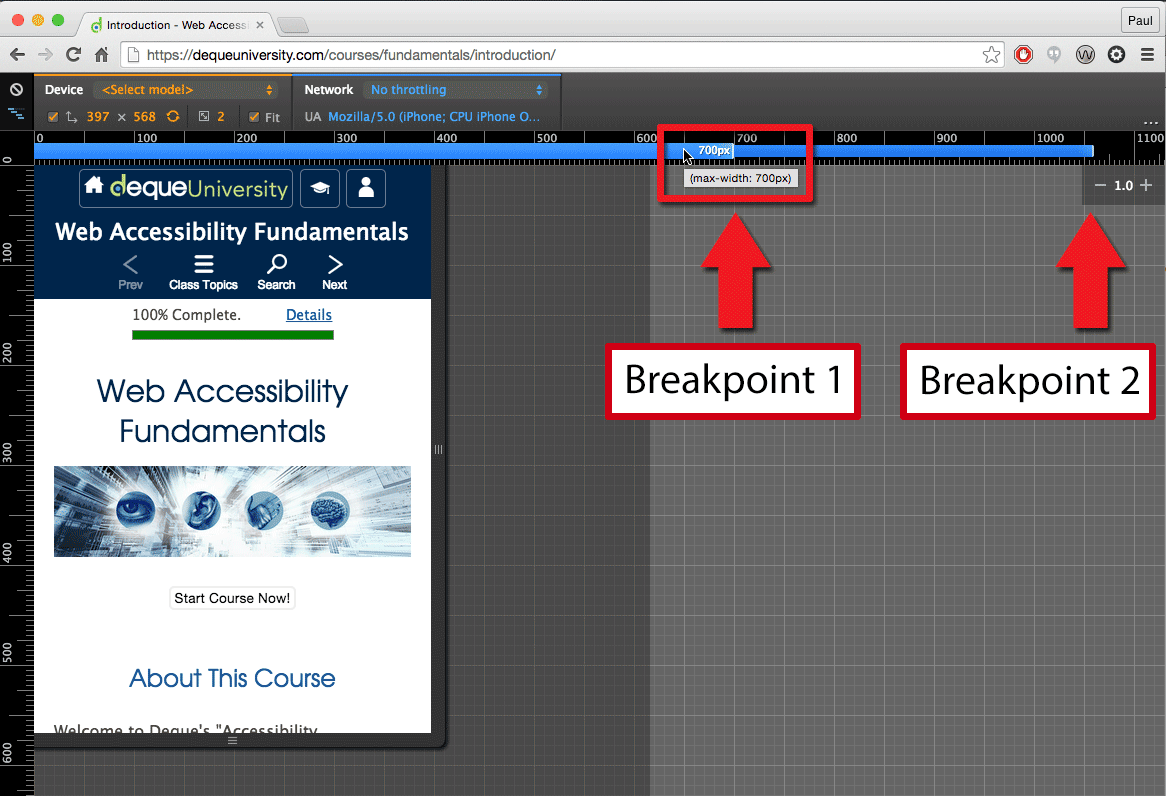 Introduction - Web Access
Paul
https://dequeuniversity.com/courses/fundamentals/introduction/
Device <Select model> Network No throttling
397 × 568 2 Fit UA Mozilla/5.0 (iPhone; CPU iPhone O...
...
0 100 200 300 400 500 600 700 800 900 1000 1100
700px
(max-width: 700px)
1.0
0
100
200
300
400
500
600
dequeUniversity
Web Accessibility Fundamentals
Prev Class Topics Search Next
100% Complete. Details
Web Accessibility
Fundamentals
Start Course Now!
About This Course
Welcome to Deque's "Accessibility
Breakpoint 1
Breakpoint 2